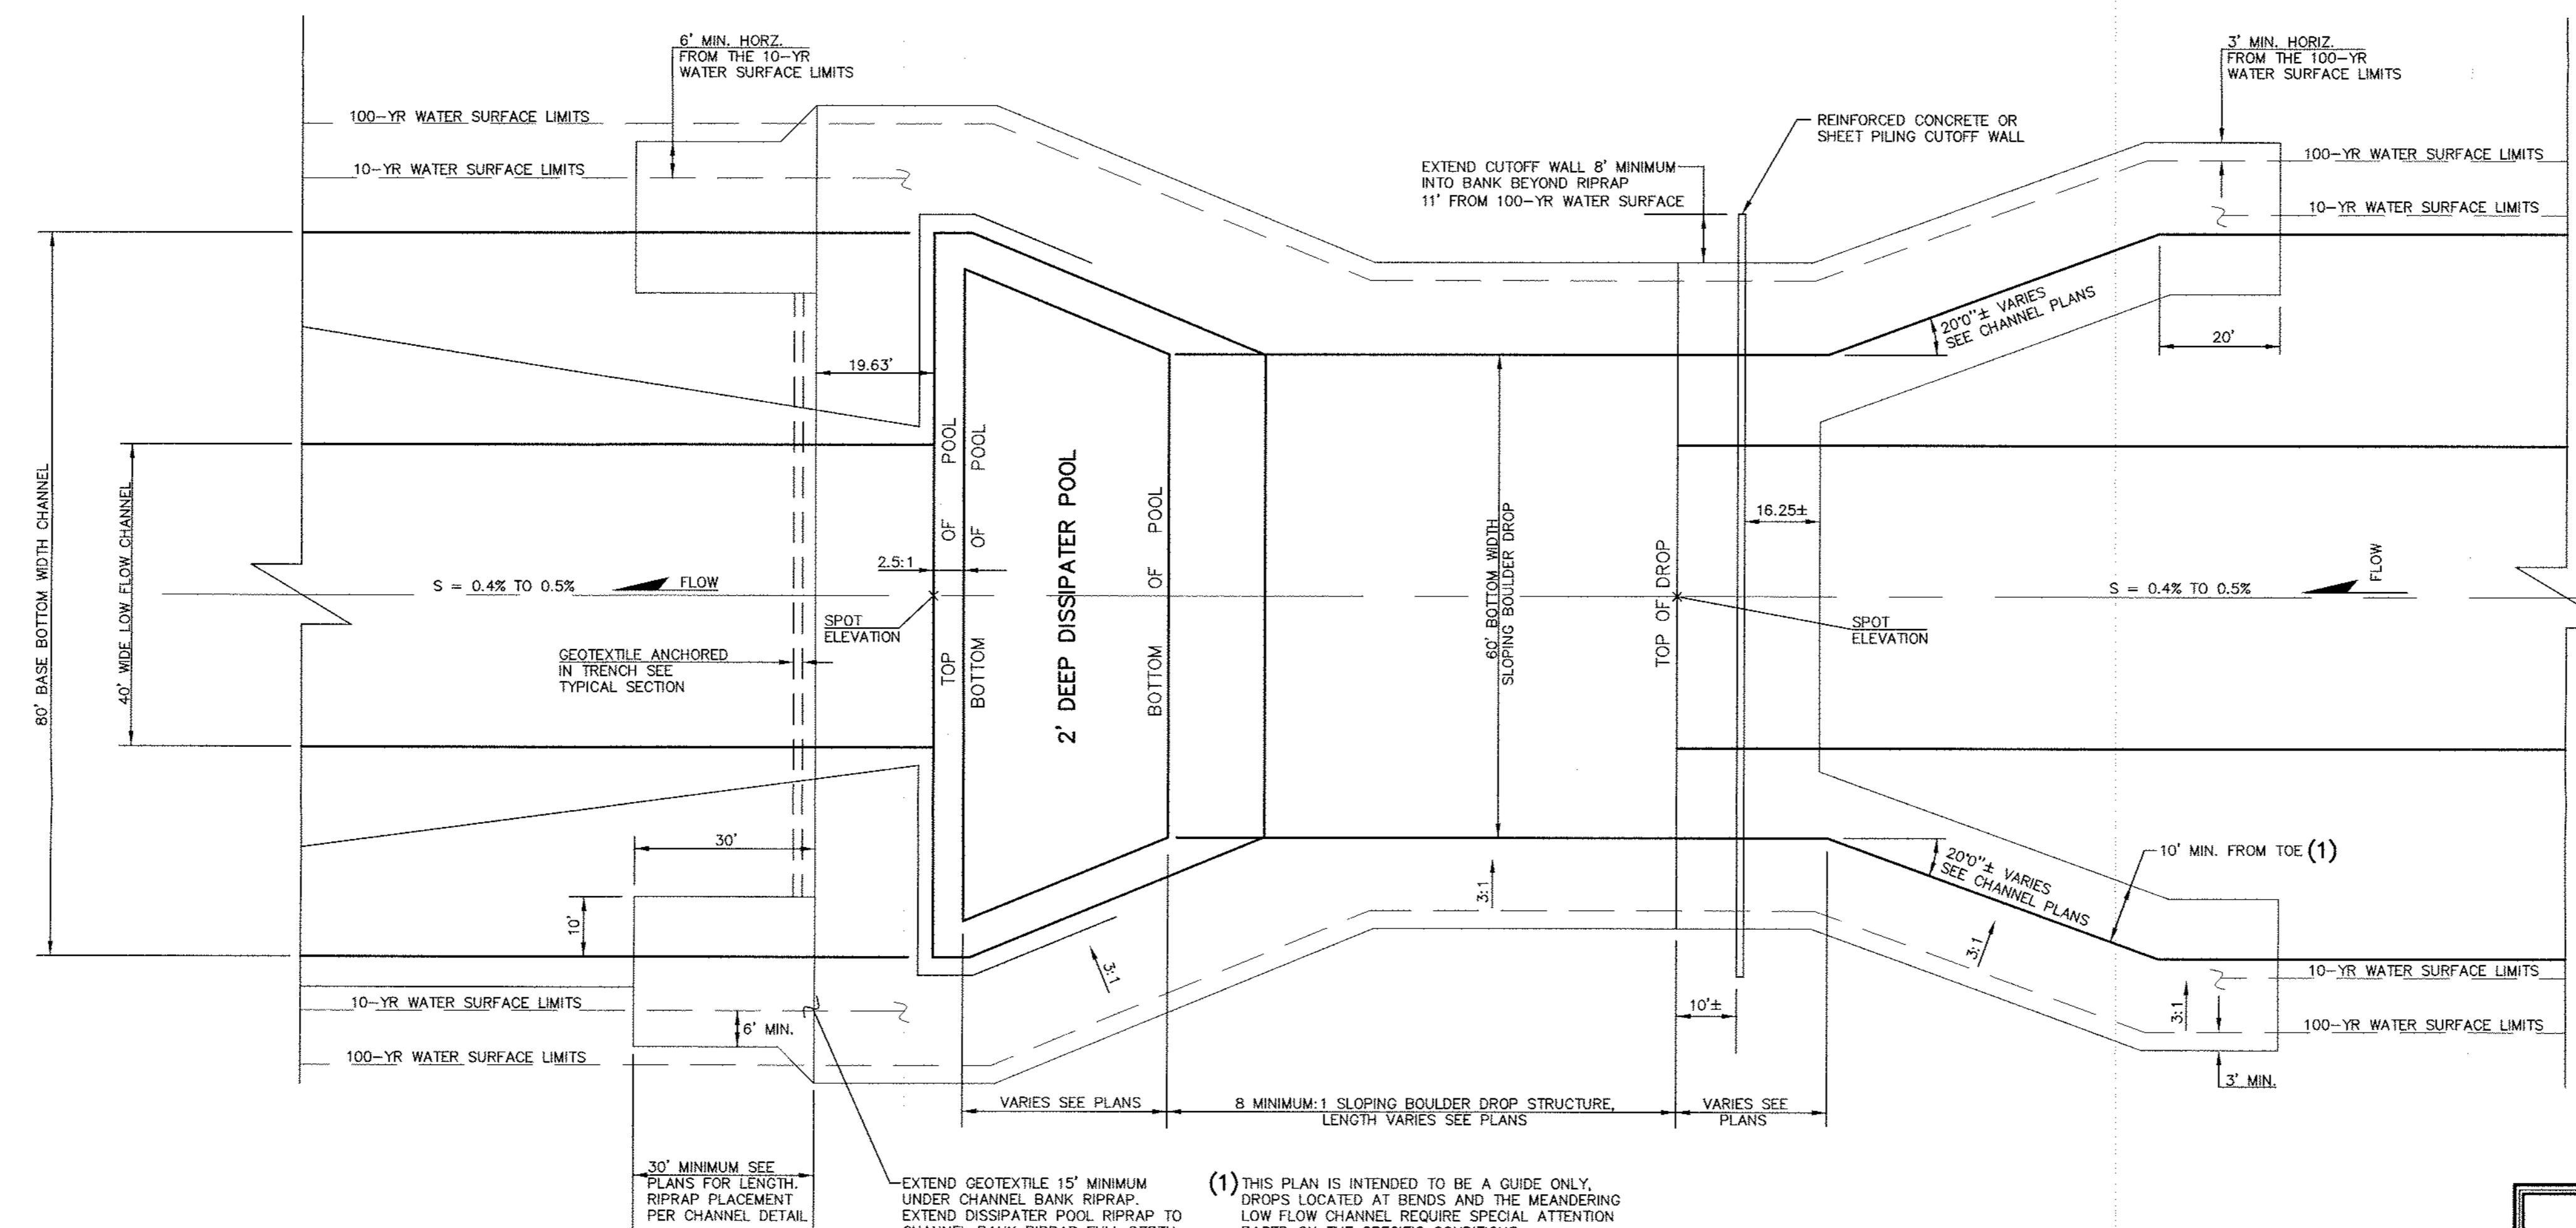 6' MIN. HORZ.
FROM THE 10-YR
WATER SURFACE LIMITS
3' MIN. HORIZ.
FROM THE 100-YR
WATER SURFACE LIMITS
100-YR WATER SURFACE LIMITS
10-YR WATER SURFACE LIMITS
REINFORCED CONCRETE OR
SHEET PILING CUTOFF WALL
EXTEND CUTOFF WALL 8' MINIMUM
INTO BANK BEYOND RIPRAP
11' FROM 100-YR WATER SURFACE
100-YR WATER SURFACE LIMITS
10-YR WATER SURFACE LIMITS
20'0"± VARIES
SEE CHANNEL PLANS
20'
19.63'
80' BASE BOTTOM WIDTH CHANNEL
40' WIDE LOW FLOW CHANNEL
S = 0.4% TO 0.5%
FLOW
2.5:1
SPOT
ELEVATION
GEOTEXTILE ANCHORED
IN TRENCH SEE
TYPICAL SECTION
TOP OF POOL
BOTTOM OF POOL
2' DEEP DISSIPATER POOL
BOTTOM OF POOL
60' BOTTOM WIDTH
SLOPING BOULDER DROP
TOP OF DROP
16.25±
SPOT
ELEVATION
S = 0.4% TO 0.5%
FLOW
30'
10'
3:1
20'0"± VARIES
SEE CHANNEL PLANS
10' MIN. FROM TOE (1)
3:1
3:1
3:1
10'±
10-YR WATER SURFACE LIMITS
6' MIN.
100-YR WATER SURFACE LIMITS
10-YR WATER SURFACE LIMITS
100-YR WATER SURFACE LIMITS
3' MIN.
VARIES SEE PLANS
8 MINIMUM:1 SLOPING BOULDER DROP STRUCTURE,
LENGTH VARIES SEE PLANS
VARIES SEE
PLANS
30' MINIMUM SEE
PLANS FOR LENGTH.
RIPRAP PLACEMENT
PER CHANNEL DETAIL
EXTEND GEOTEXTILE 15' MINIMUM
UNDER CHANNEL BANK RIPRAP.
EXTEND DISSIPATER POOL RIPRAP TO
(1) THIS PLAN IS INTENDED TO BE A GUIDE ONLY,
DROPS LOCATED AT BENDS AND THE MEANDERING
LOW FLOW CHANNEL REQUIRE SPECIAL ATTENTION